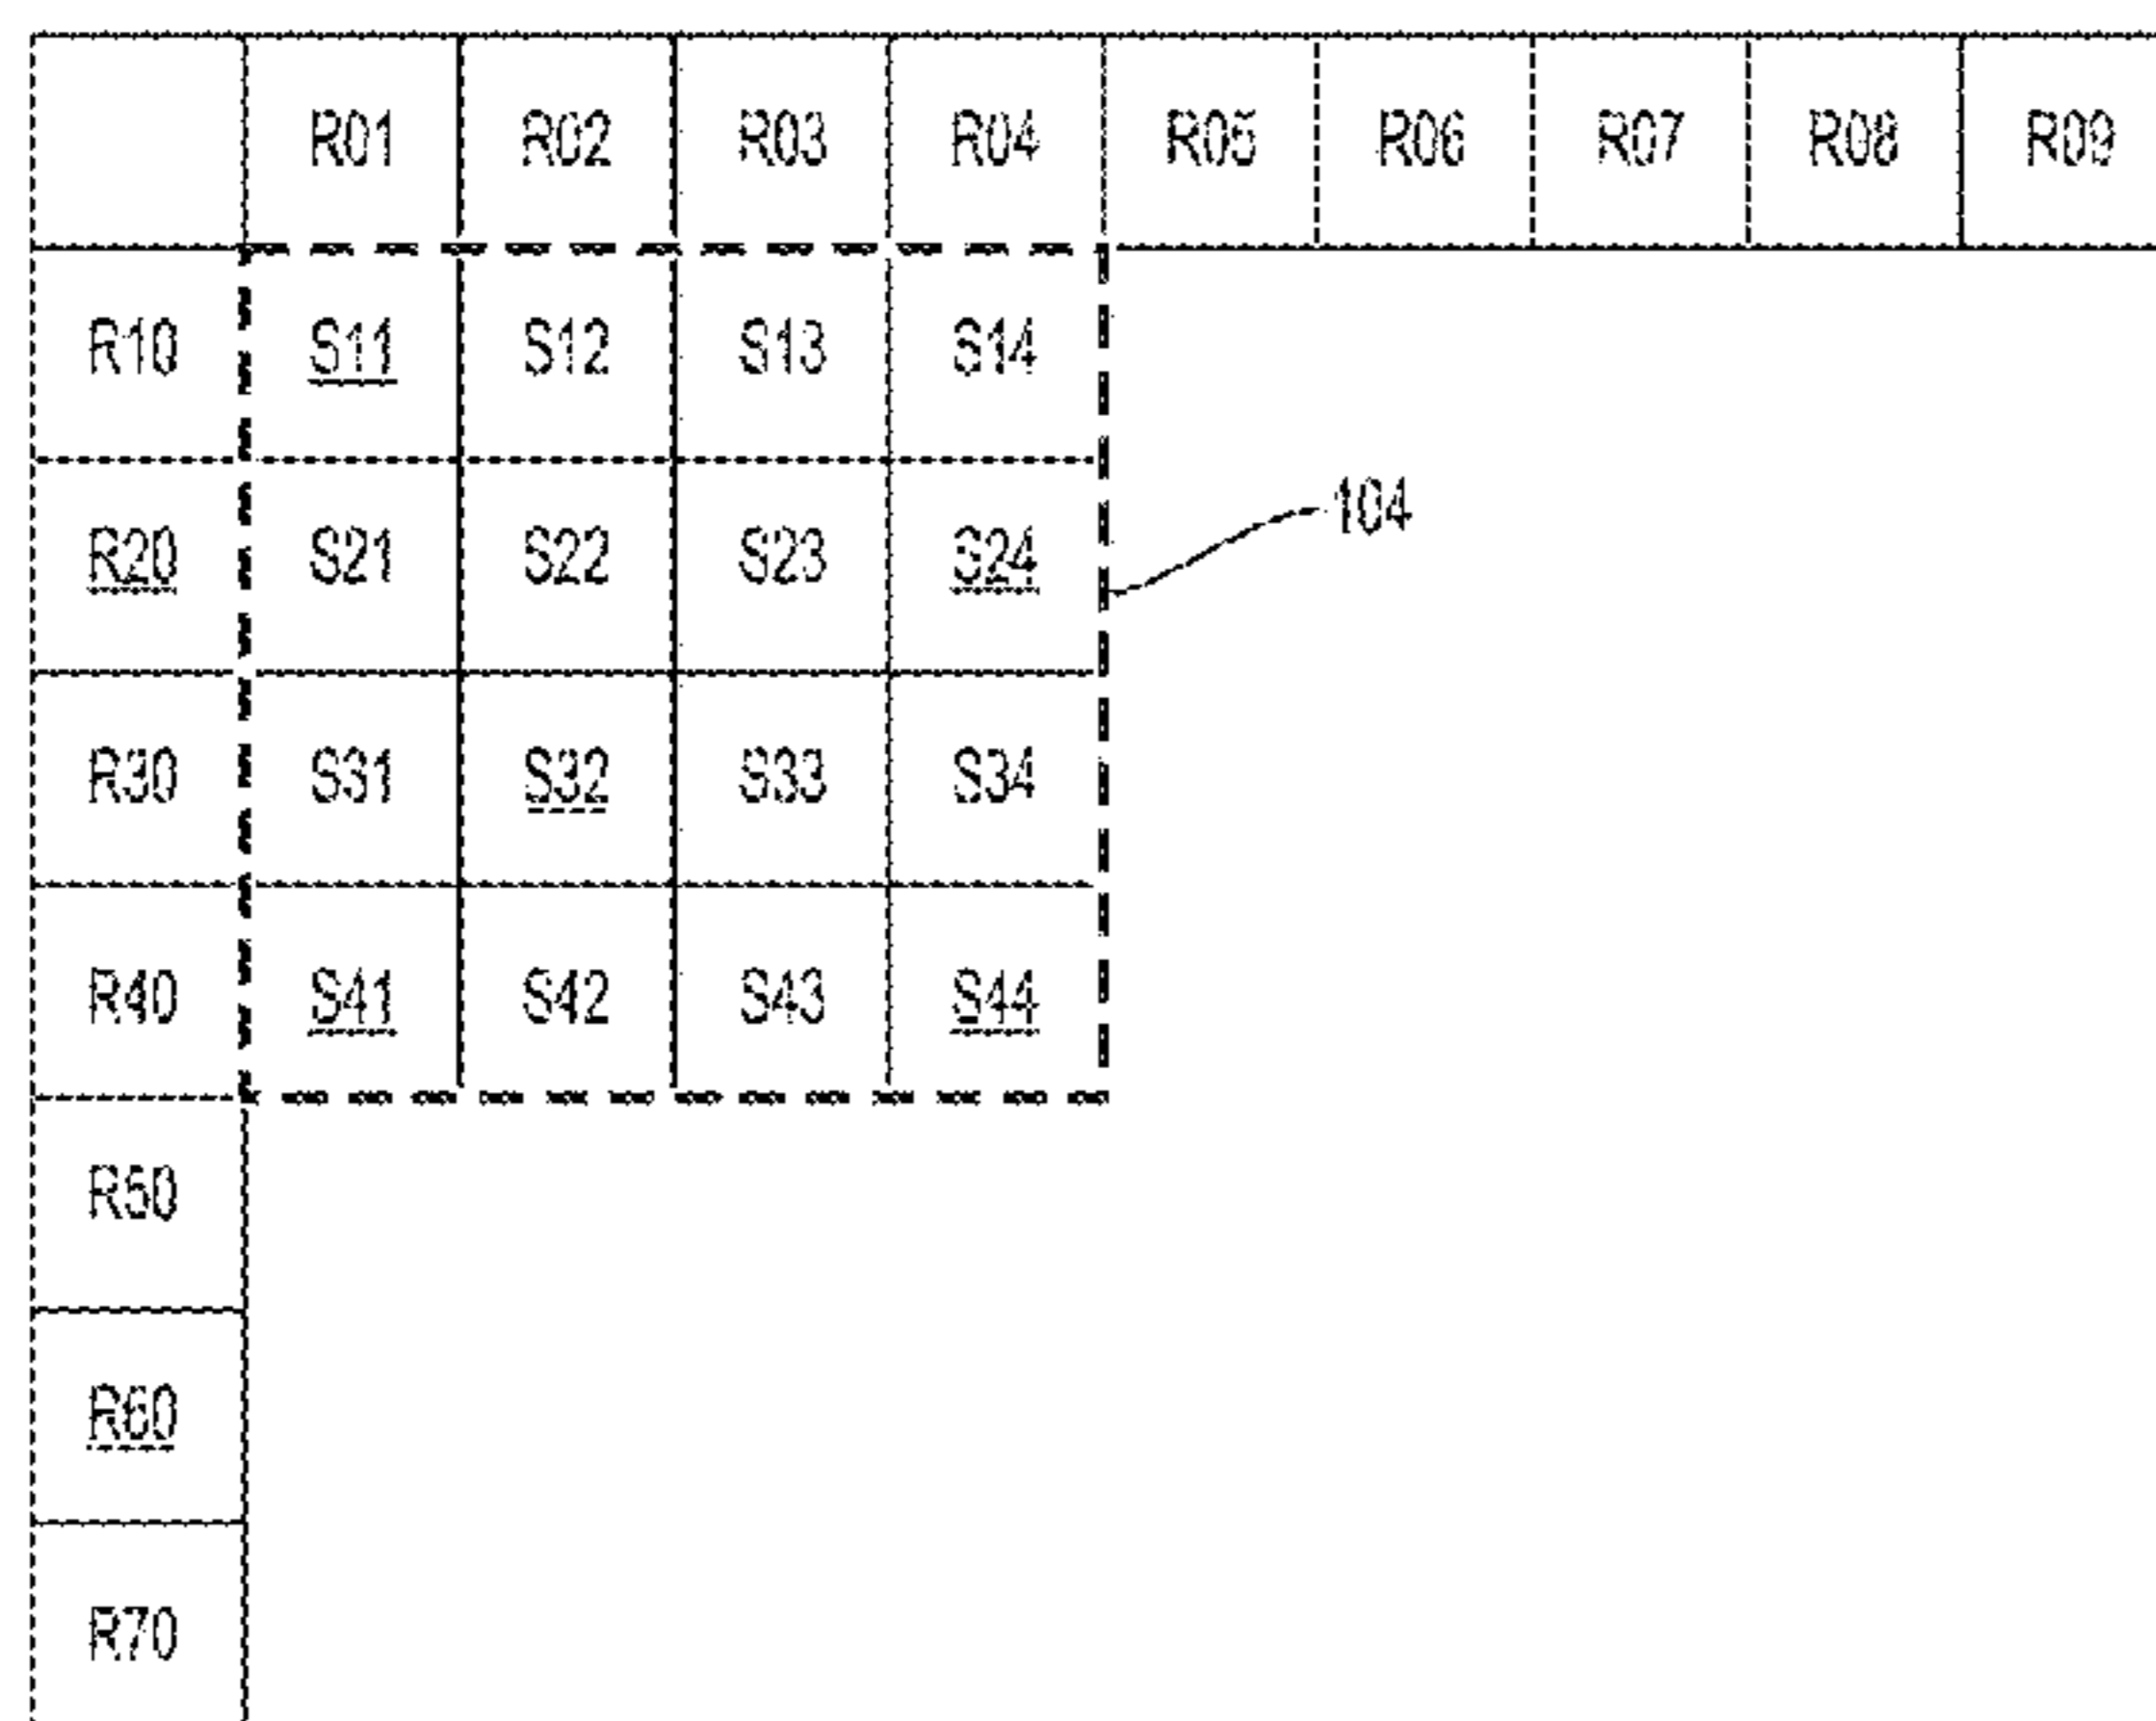 R01 R02 R03 R04 R05 R06 R07 R08 R09
R10 S11 S12 S13 S14
104
R20 S21 S22 S23 S24
R30 S31 S32 S33 S34
R40 S41 S42 S43 S44
R50
R60
R70